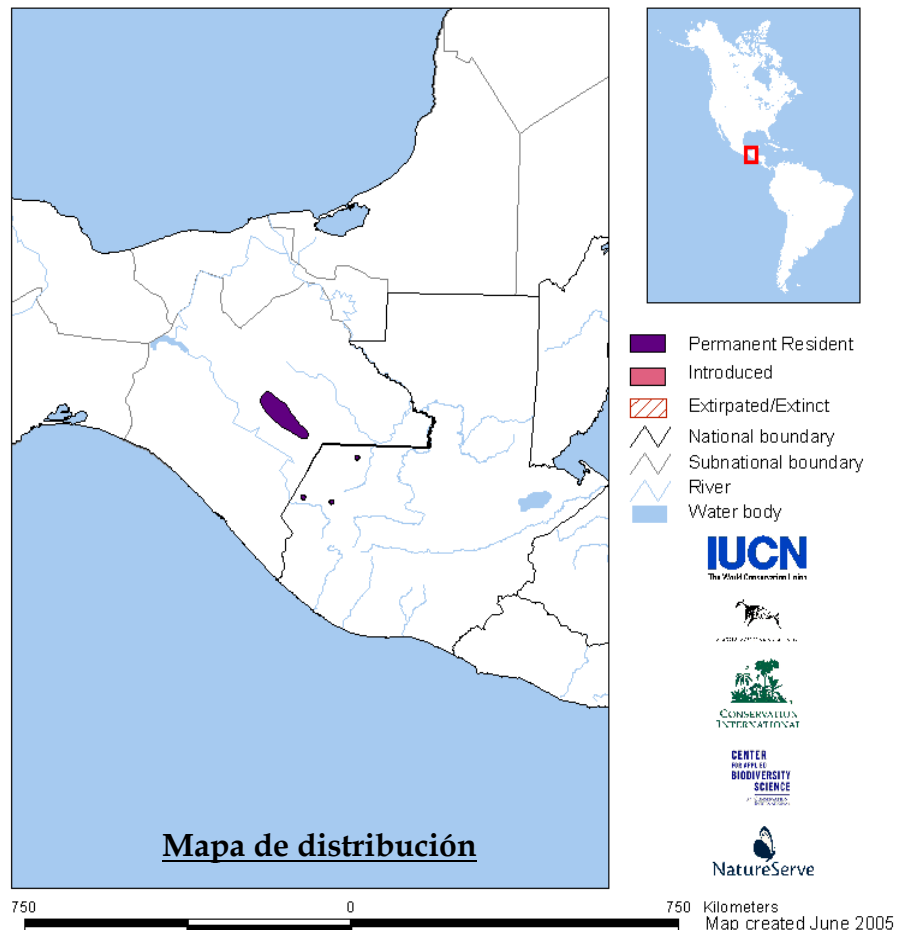 Permanent Resident
Introduced
Extirpated/Extinct
National boundary
Subnational boundary
River
Water body
IUCN
The World Conservation Union
CONSERVATION
INTERNATIONAL
CENTER
FOR APPLIED
BIODIVERSITY
SCIENCE
NatureServe
Mapa de distribución
750 0 750 Kilometers
Map created June 2005